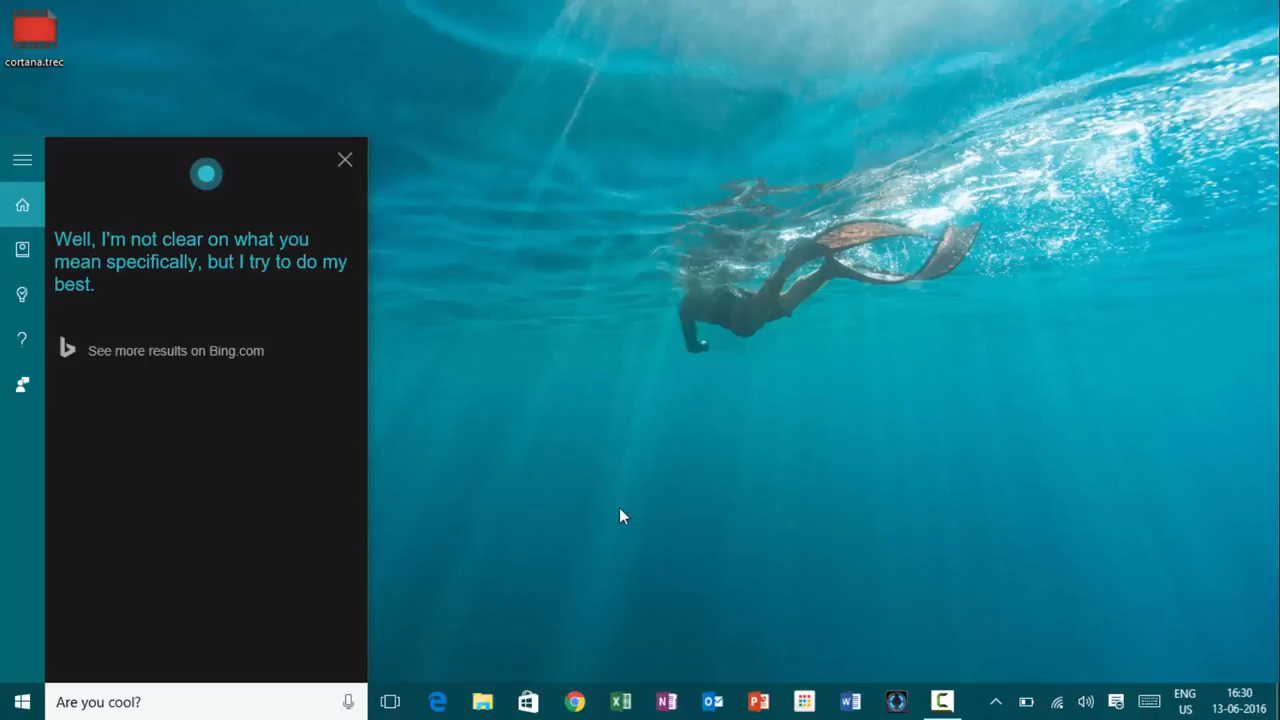 cortana.trec
Well, I'm not clear on what you
mean specifically, but I try to do my
best.
See more results on Bing.com
Are you cool?
ENG
US
16:30
13-06-2016